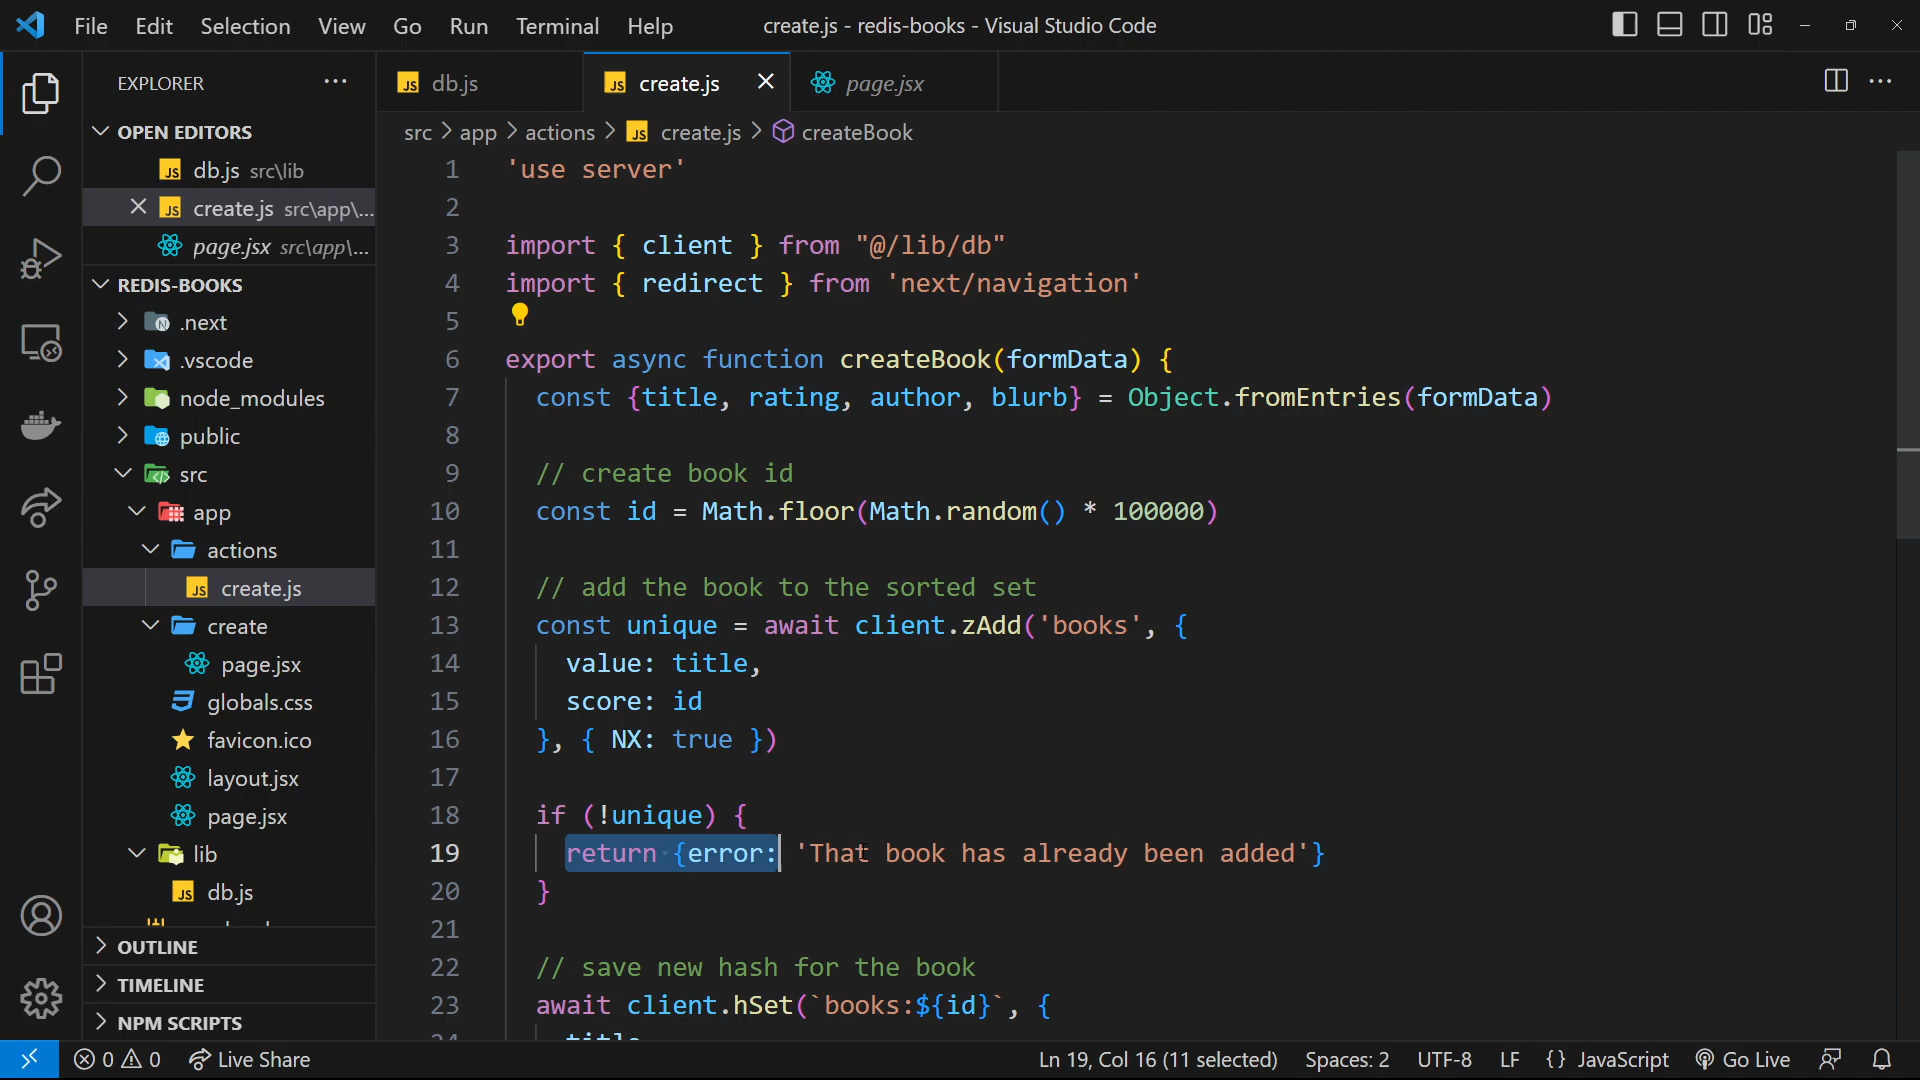 File Edit Selection View Go Run Terminal Help create.js - redis-books - Visual Studio Code
EXPLORER
OPEN EDITORS
JS db.js src\lib
JS create.js src\app\...
page.jsx src\app\...
REDIS-BOOKS
.next
.vscode
node_modules
public
src
app
actions
JS create.js
create
page.jsx
globals.css
favicon.ico
layout.jsx
page.jsx
lib
JS db.js
OUTLINE
TIMELINE
NPM SCRIPTS
JS db.js JS create.js page.jsx
src > app > actions > JS create.js > createBook
1 'use server'
2
3 import { client } from "@/lib/db"
4 import { redirect } from 'next/navigation'
5
6 export async function createBook(formData) {
7 const {title, rating, author, blurb} = Object.fromEntries(formData)
8
9 // create book id
10 const id = Math.floor(Math.random() * 100000)
11
12 // add the book to the sorted set
13 const unique = await client.zAdd('books', {
14 value: title,
15 score: id
16 }, { NX: true })
17
18 if (!unique) {
19 return {error: 'That book has already been added'}
20 }
21
22 // save new hash for the book
23 await client.hSet(`books:${id}`, {
0 0 Live Share Ln 19, Col 16 (11 selected) Spaces: 2 UTF-8 LF {} JavaScript Go Live